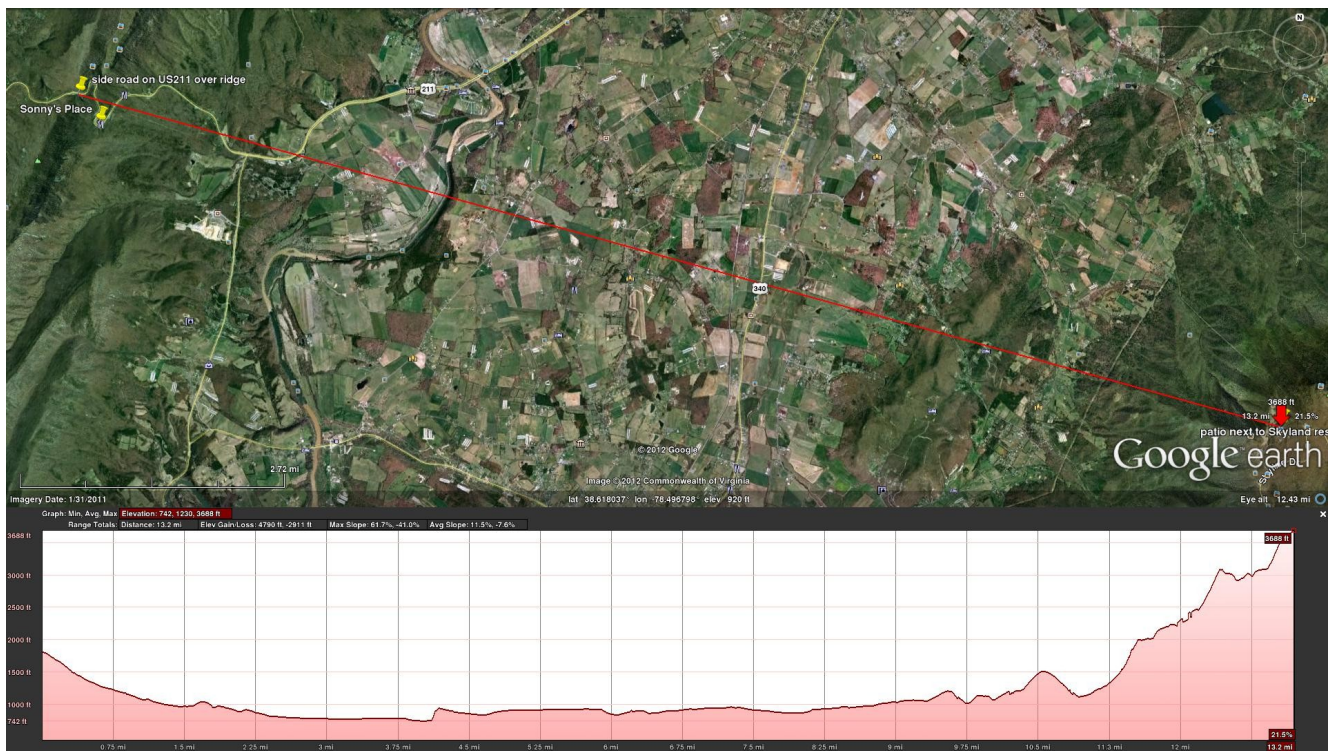 N
side road on US211 over ridge
Sonny's Place
211
340
3688 ft
13.2 mi 21.5%
patio next to Skyland res
Google earth
© 2012 Google
Image © 2012 Commonwealth of Virginia
2.72 mi
Imagery Date: 1/31/2011
lat 38.618037° lon -78.496798° elev 920 ft
Eye alt 12.43 mi
Graph: Min, Avg, Max Elevation: 742, 1230, 3688 ft
Range Totals: Distance: 13.2 mi Elev Gain/Loss: 4790 ft, -2911 ft Max Slope: 61.7%, -41.0% Avg Slope: 11.5%, -7.6%
3688 ft
3688 ft
3000 ft
2500 ft
2000 ft
1500 ft
1000 ft
742 ft
21.5%
0.75 mi 1.5 mi 2.25 mi 3 mi 3.75 mi 4.5 mi 5.25 mi 6 mi 6.75 mi 7.5 mi 8.25 mi 9 mi 9.75 mi 10.5 mi 11.3 mi 12 mi 13.2 mi